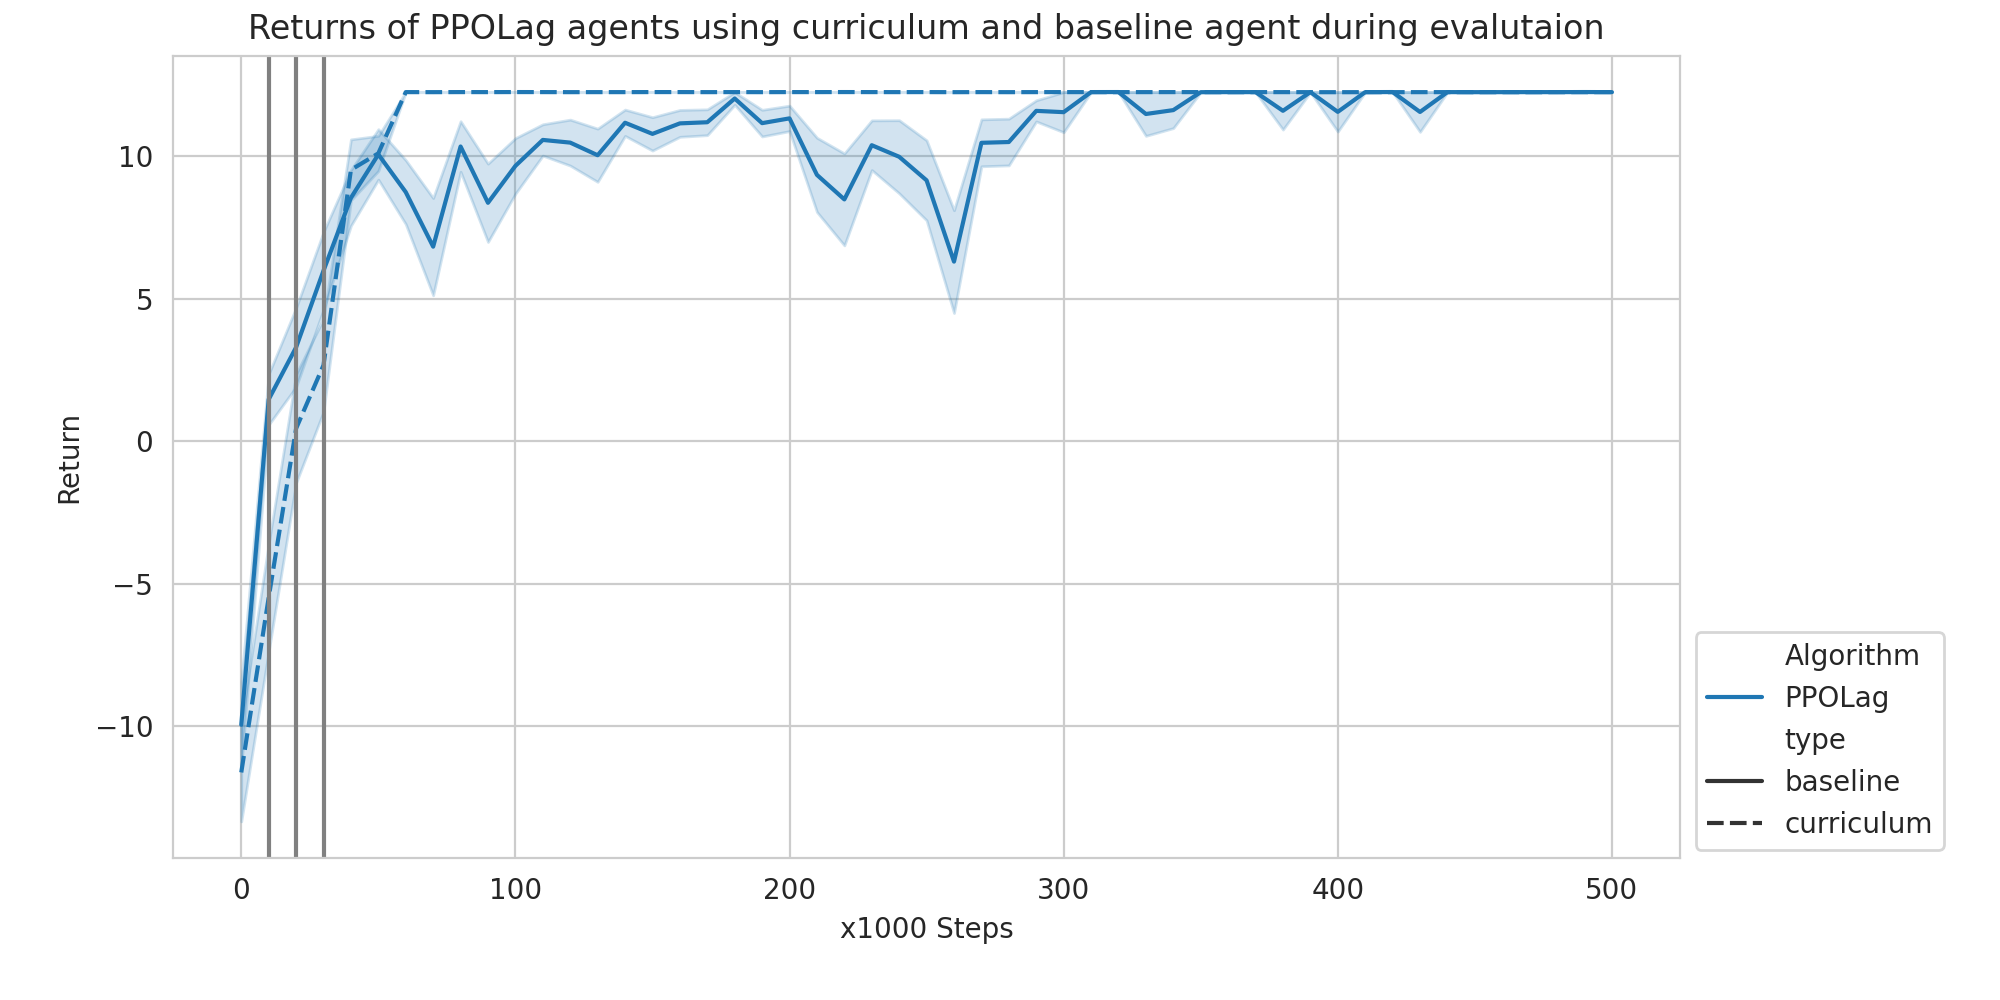 Returns of PPOLag agents using curriculum and baseline agent during evalutaion
10
5
0
−5
−10
Return
0 100 200 300 400 500
x1000 Steps
Algorithm
PPOLag
type
baseline
curriculum